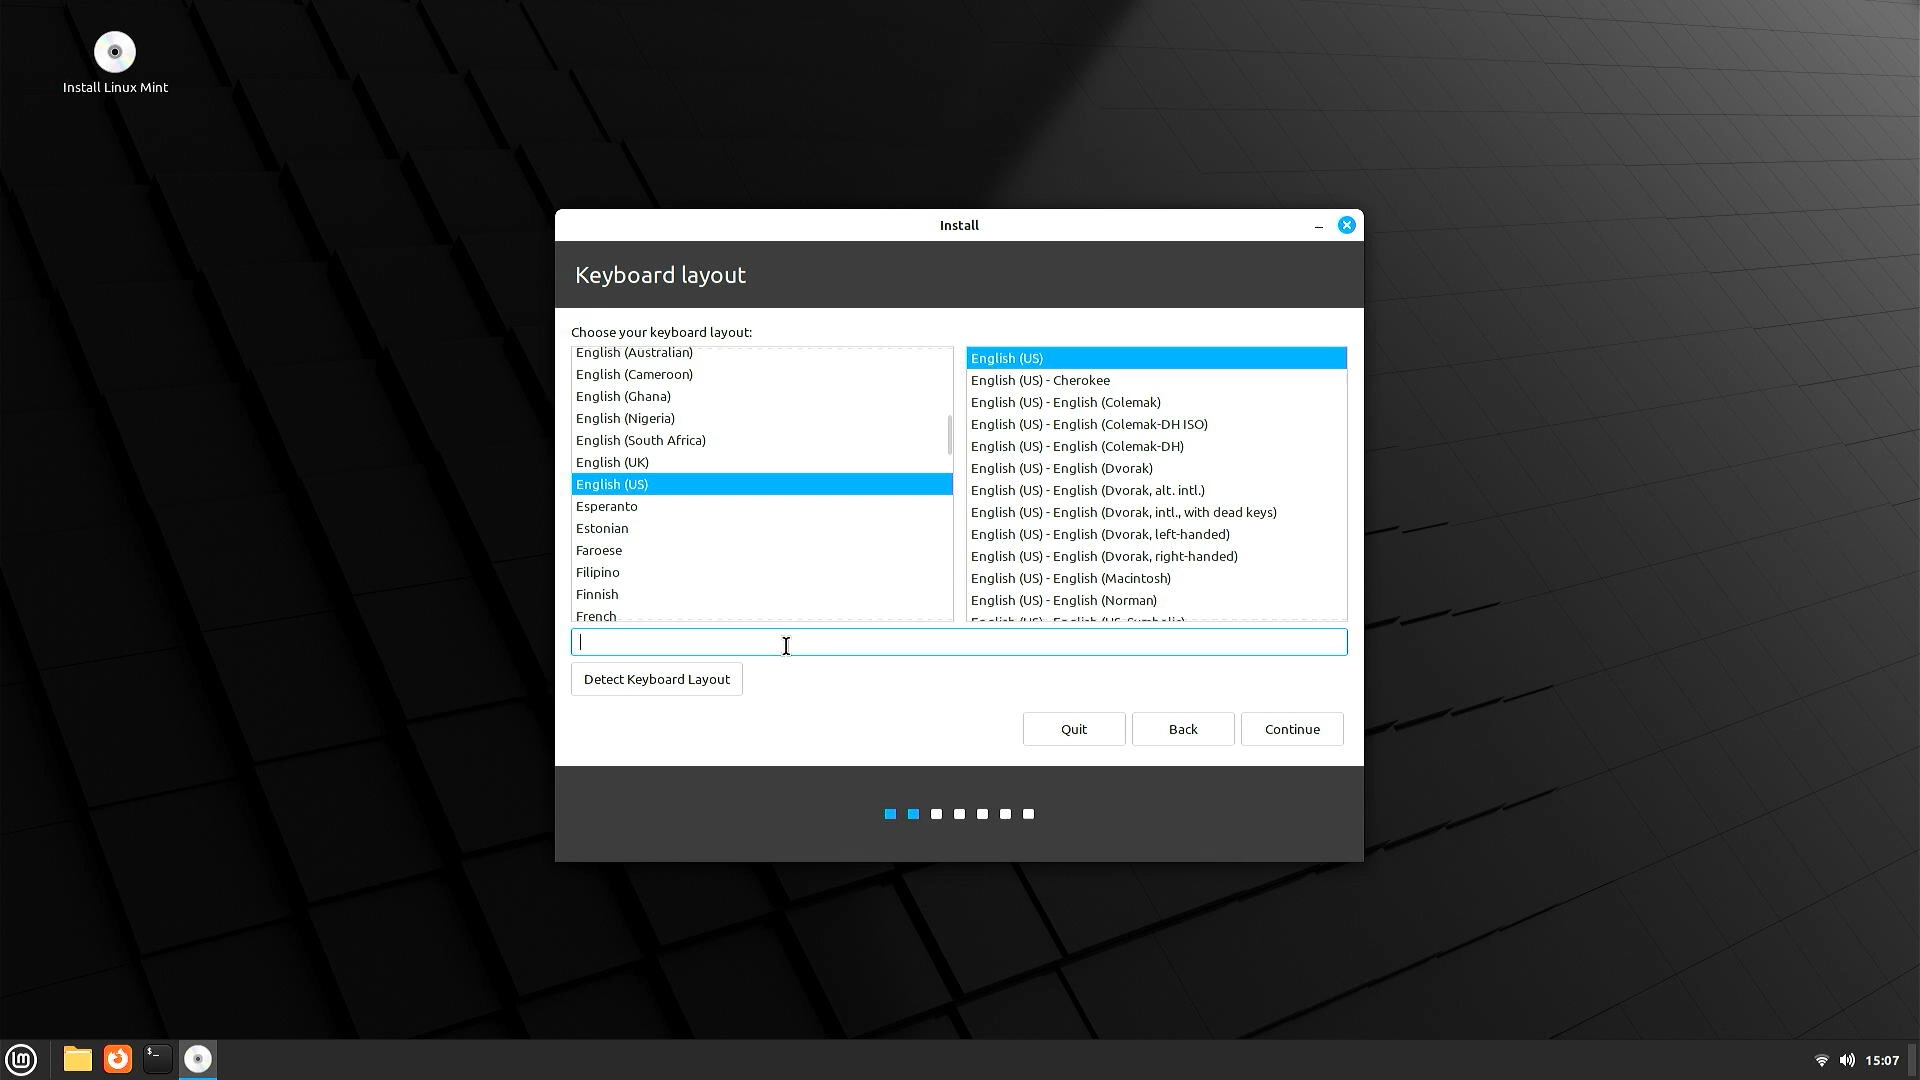 Install Linux Mint
Install
Keyboard layout
Choose your keyboard layout:
English (Australian)
English (Cameroon)
English (Ghana)
English (Nigeria)
English (South Africa)
English (UK)
English (US)
Esperanto
Estonian
Faroese
Filipino
Finnish
French
English (US)
English (US) - Cherokee
English (US) - English (Colemak)
English (US) - English (Colemak-DH ISO)
English (US) - English (Colemak-DH)
English (US) - English (Dvorak)
English (US) - English (Dvorak, alt. intl.)
English (US) - English (Dvorak, intl., with dead keys)
English (US) - English (Dvorak, left-handed)
English (US) - English (Dvorak, right-handed)
English (US) - English (Macintosh)
English (US) - English (Norman)
English (US) - English (US, Symbolic)
Detect Keyboard Layout
Quit
Back
Continue
15:07